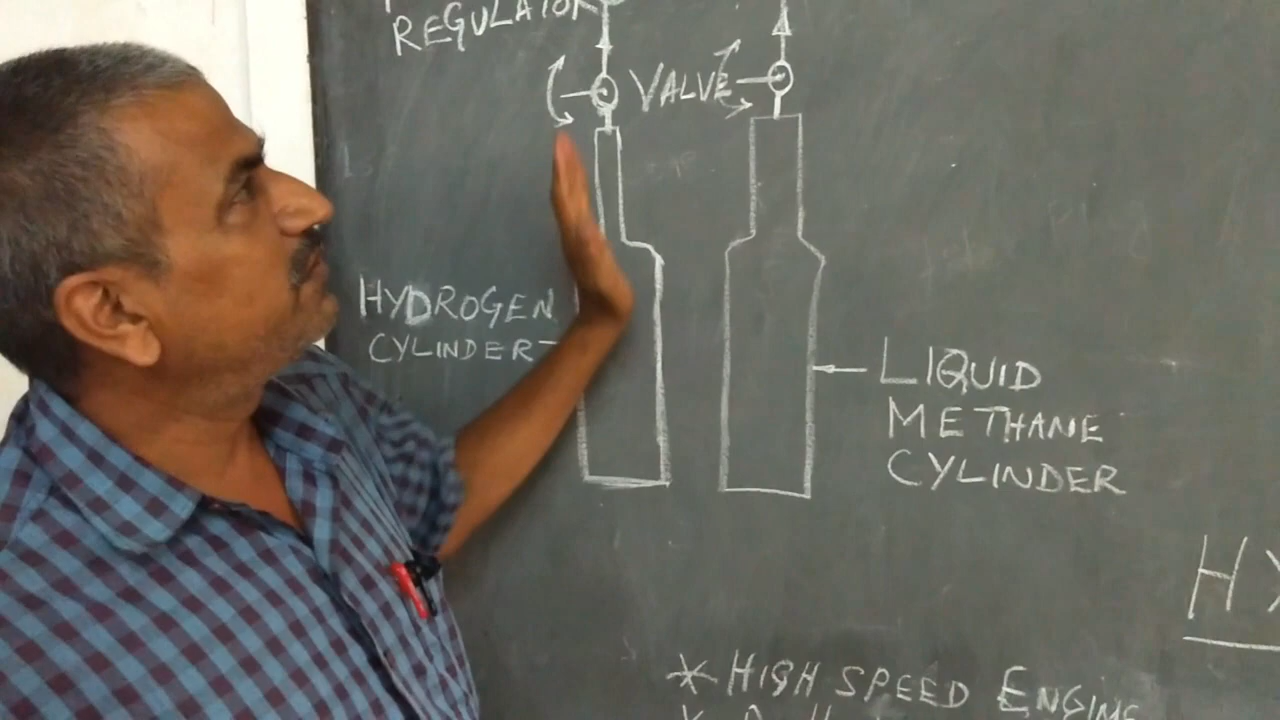 REGULATOR
VALVE
HYDROGEN
CYLINDER
LIQUID
METHANE
CYLINDER
HY
* HIGH SPEED ENGINE